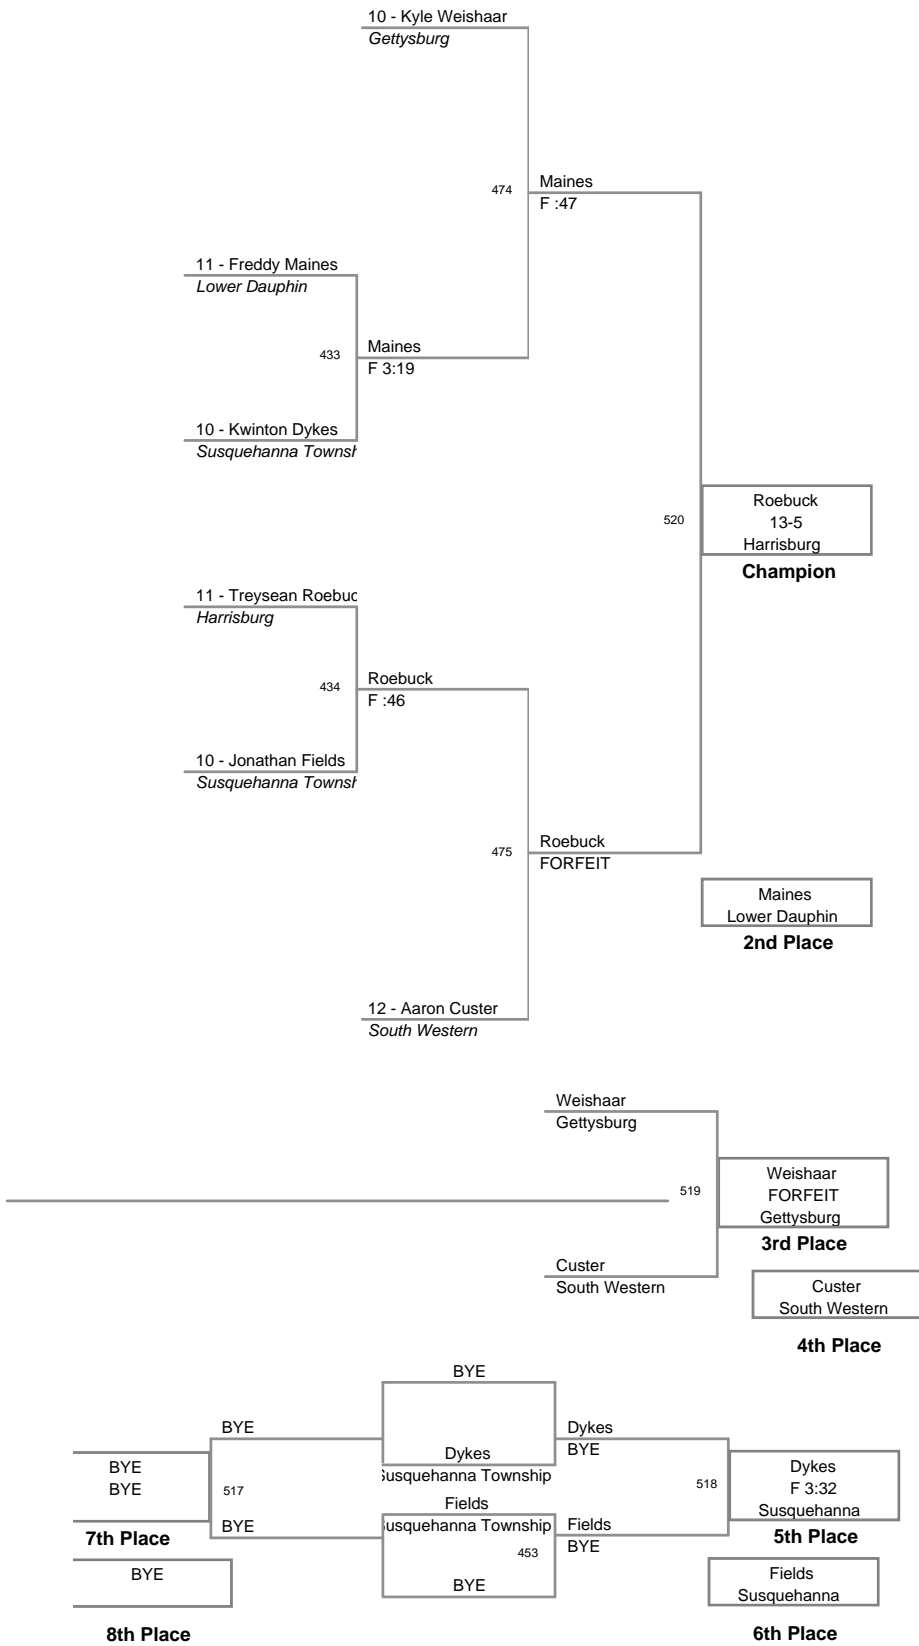 10 - Kyle Weishaar
Gettysburg
474
Maines
F :47
11 - Freddy Maines
Lower Dauphin
433
Maines
F 3:19
10 - Kwinton Dykes
Susquehanna Townsh
520
Roebuck
13-5
Harrisburg
Champion
11 - Treysean Roebuc
Harrisburg
434
Roebuck
F :46
10 - Jonathan Fields
Susquehanna Townsh
475
Roebuck
FORFEIT
Maines
Lower Dauphin
2nd Place
12 - Aaron Custer
South Western
Weishaar
Gettysburg
519
Weishaar
FORFEIT
Gettysburg
3rd Place
Custer
South Western
Custer
South Western
4th Place
BYE
BYE
Dykes
BYE
Dykes
Susquehanna Township
BYE
BYE
517
518
Dykes
F 3:32
Susquehanna
Fields
usquehanna Township
BYE
Fields
BYE
7th Place
5th Place
453
BYE
BYE
Fields
Susquehanna
8th Place
6th Place